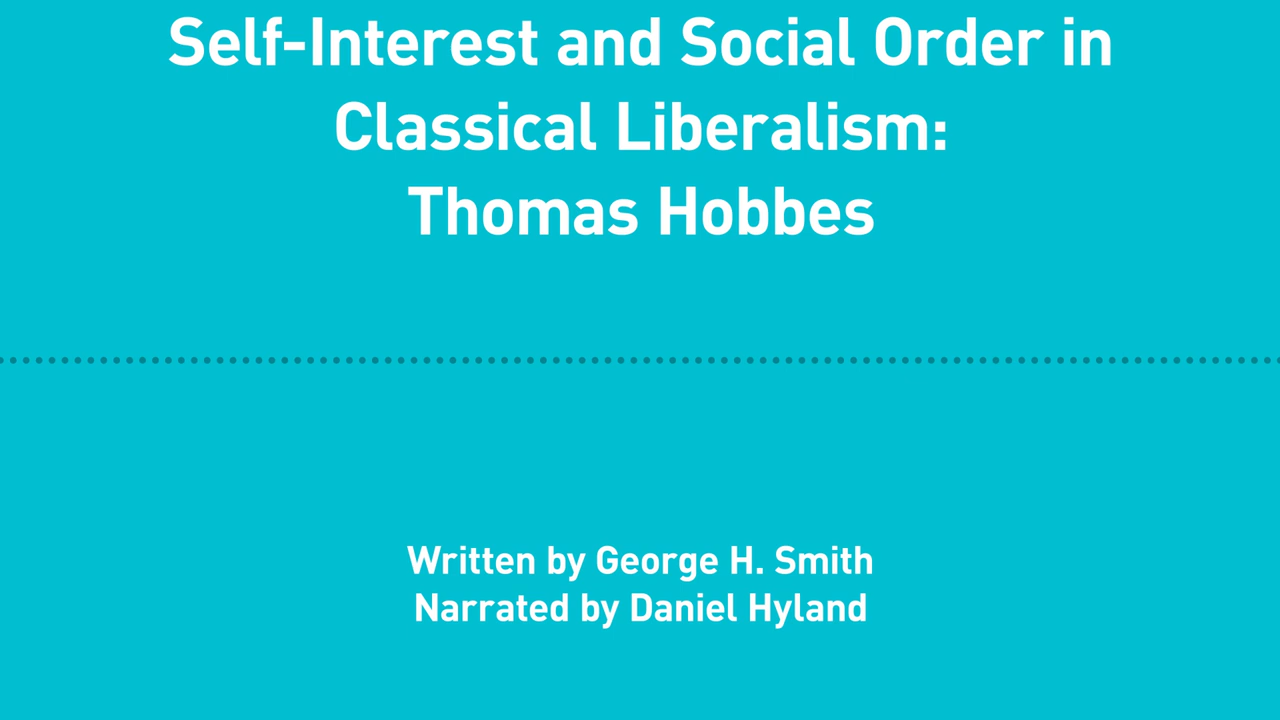 Self-Interest and Social Order in
Classical Liberalism:
Thomas Hobbes
Written by George H. Smith
Narrated by Daniel Hyland